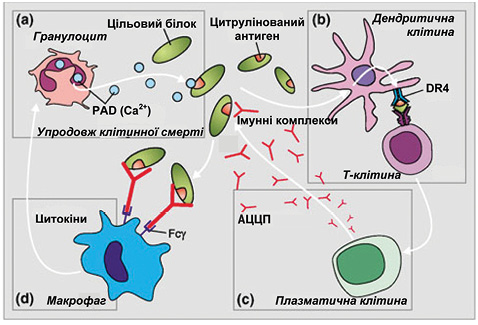 (a)
Гранулоцит
Цільовий білок
Цитрулінований
антиген
(b)
Дендритична
клітина
PAD (Ca²⁺)
Упродовж клітинної смерті
DR4
Імунні комплекси
Т-клітина
Цитокіни
Fcγ
АЦЦП
(d)
Макрофаг
(c)
Плазматична клітина